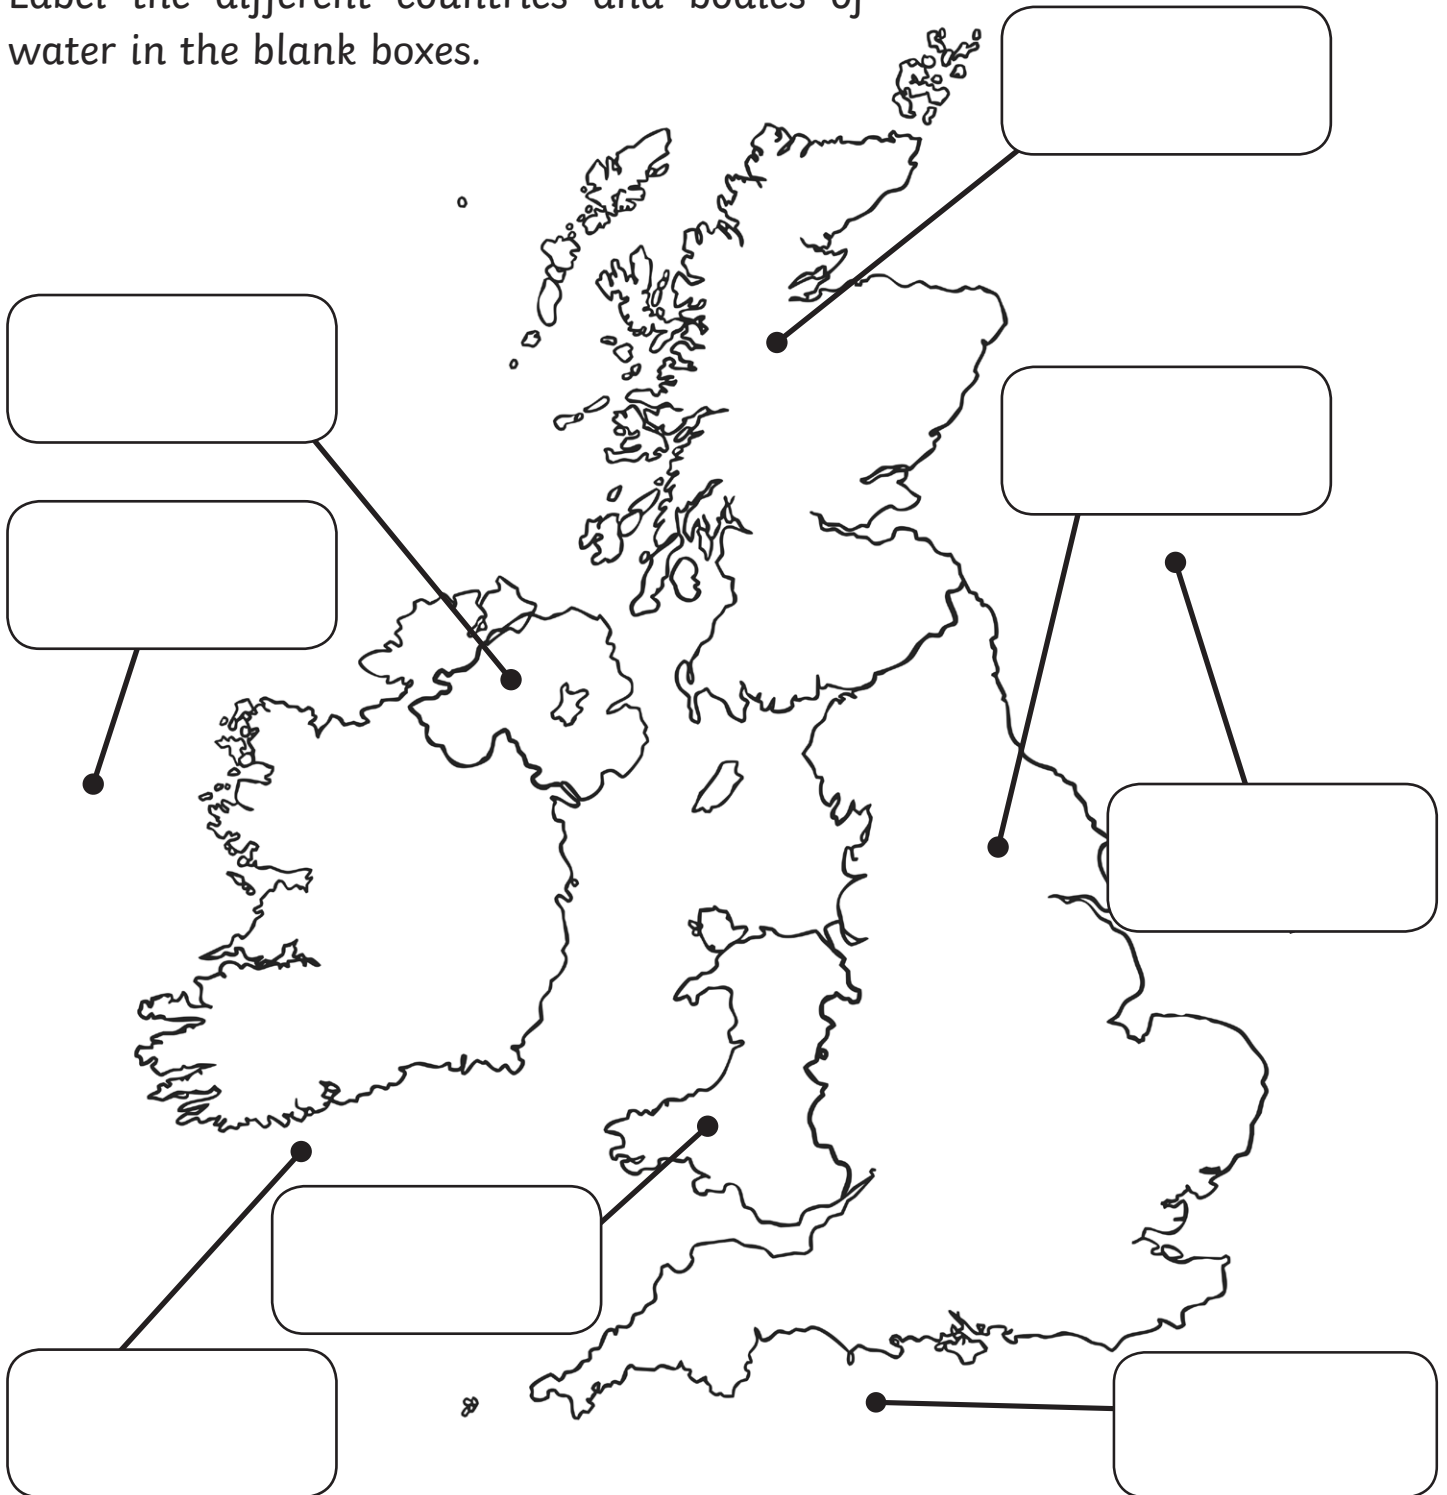 Label the different countries and bodies of
water in the blank boxes.